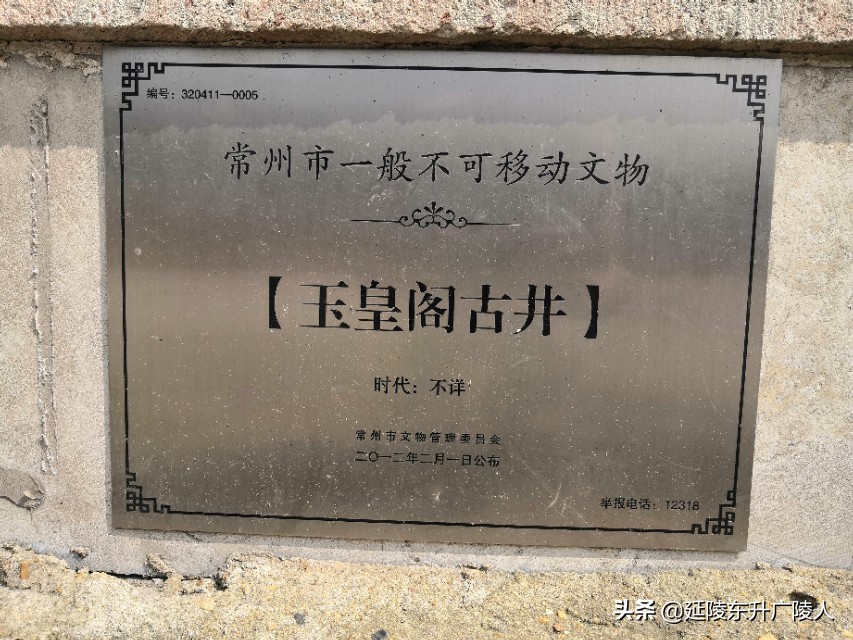 编号：320411—0005
常州市一般不可移动文物
【玉皇阁古井】
时代：不详
常州市文物管理委员会
二〇一二年二月一日公布
举报电话：12318
头条 @延陵东升广陵人